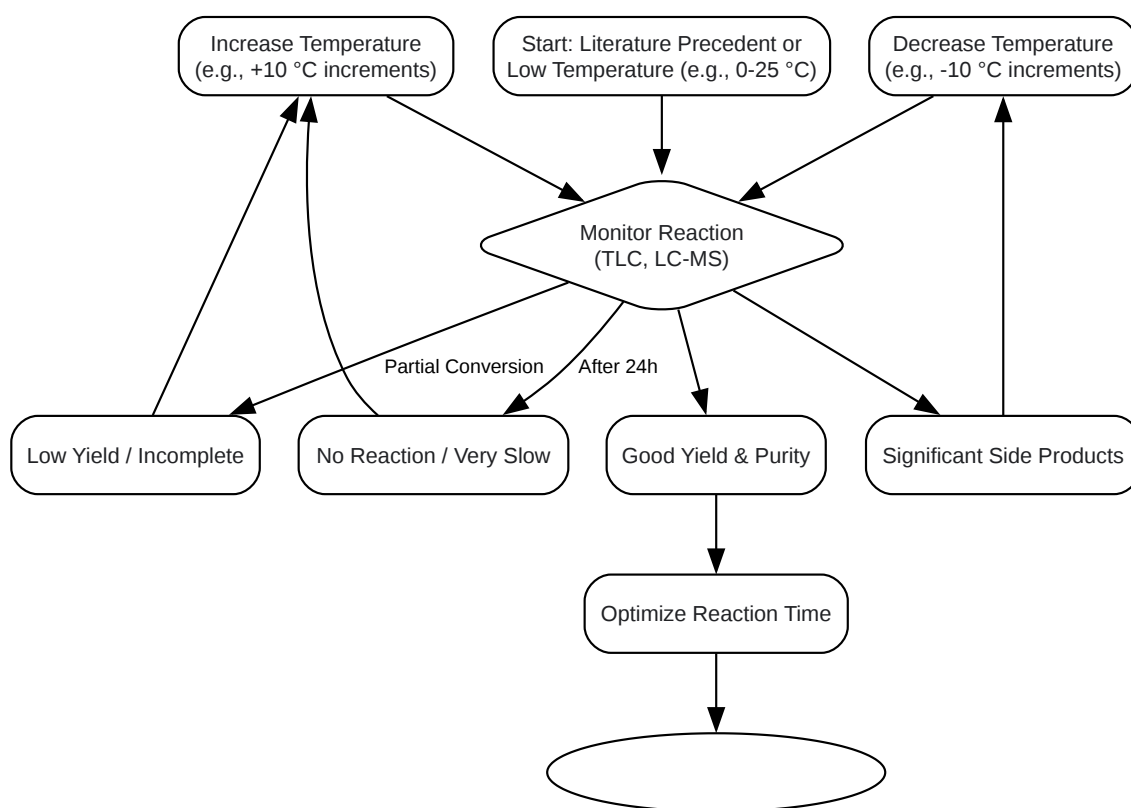 Increase Temperature
(e.g., +10 °C increments)
Start: Literature Precedent or
Low Temperature (e.g., 0-25 °C)
Decrease Temperature
(e.g., -10 °C increments)
Monitor Reaction
(TLC, LC-MS)
Partial Conversion
After 24h
Low Yield / Incomplete
No Reaction / Very Slow
Good Yield & Purity
Significant Side Products
Optimize Reaction Time